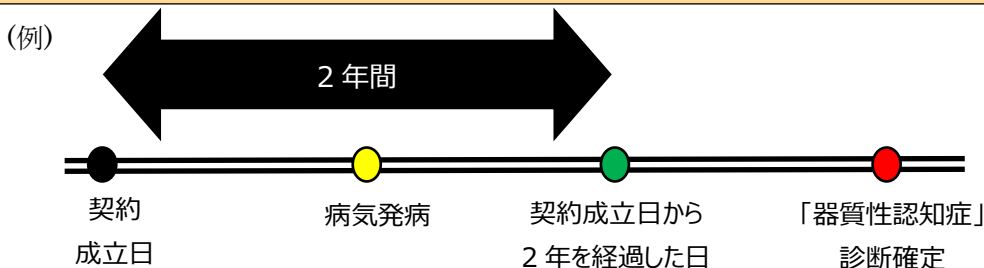 (例)
2 年間
契約
成立日
病気発病
契約成立日から
2 年を経過した日
「器質性認知症」
診断確定